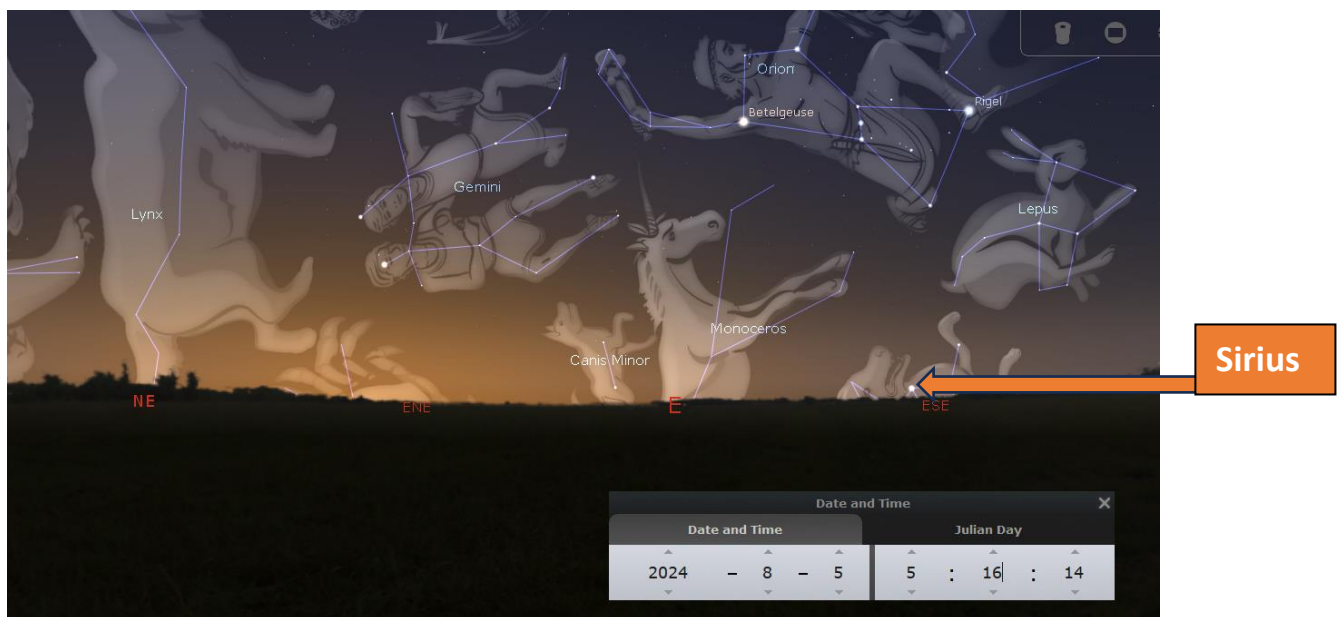 Orion
Rigel
Betelgeuse
Gemini
Lynx
Lepus
Monoceros
Sirius
Canis Minor
NE
ENE
E
ESE
Date and Time
Date and Time Julian Day
2024 – 8 – 5 5 : 16 : 14